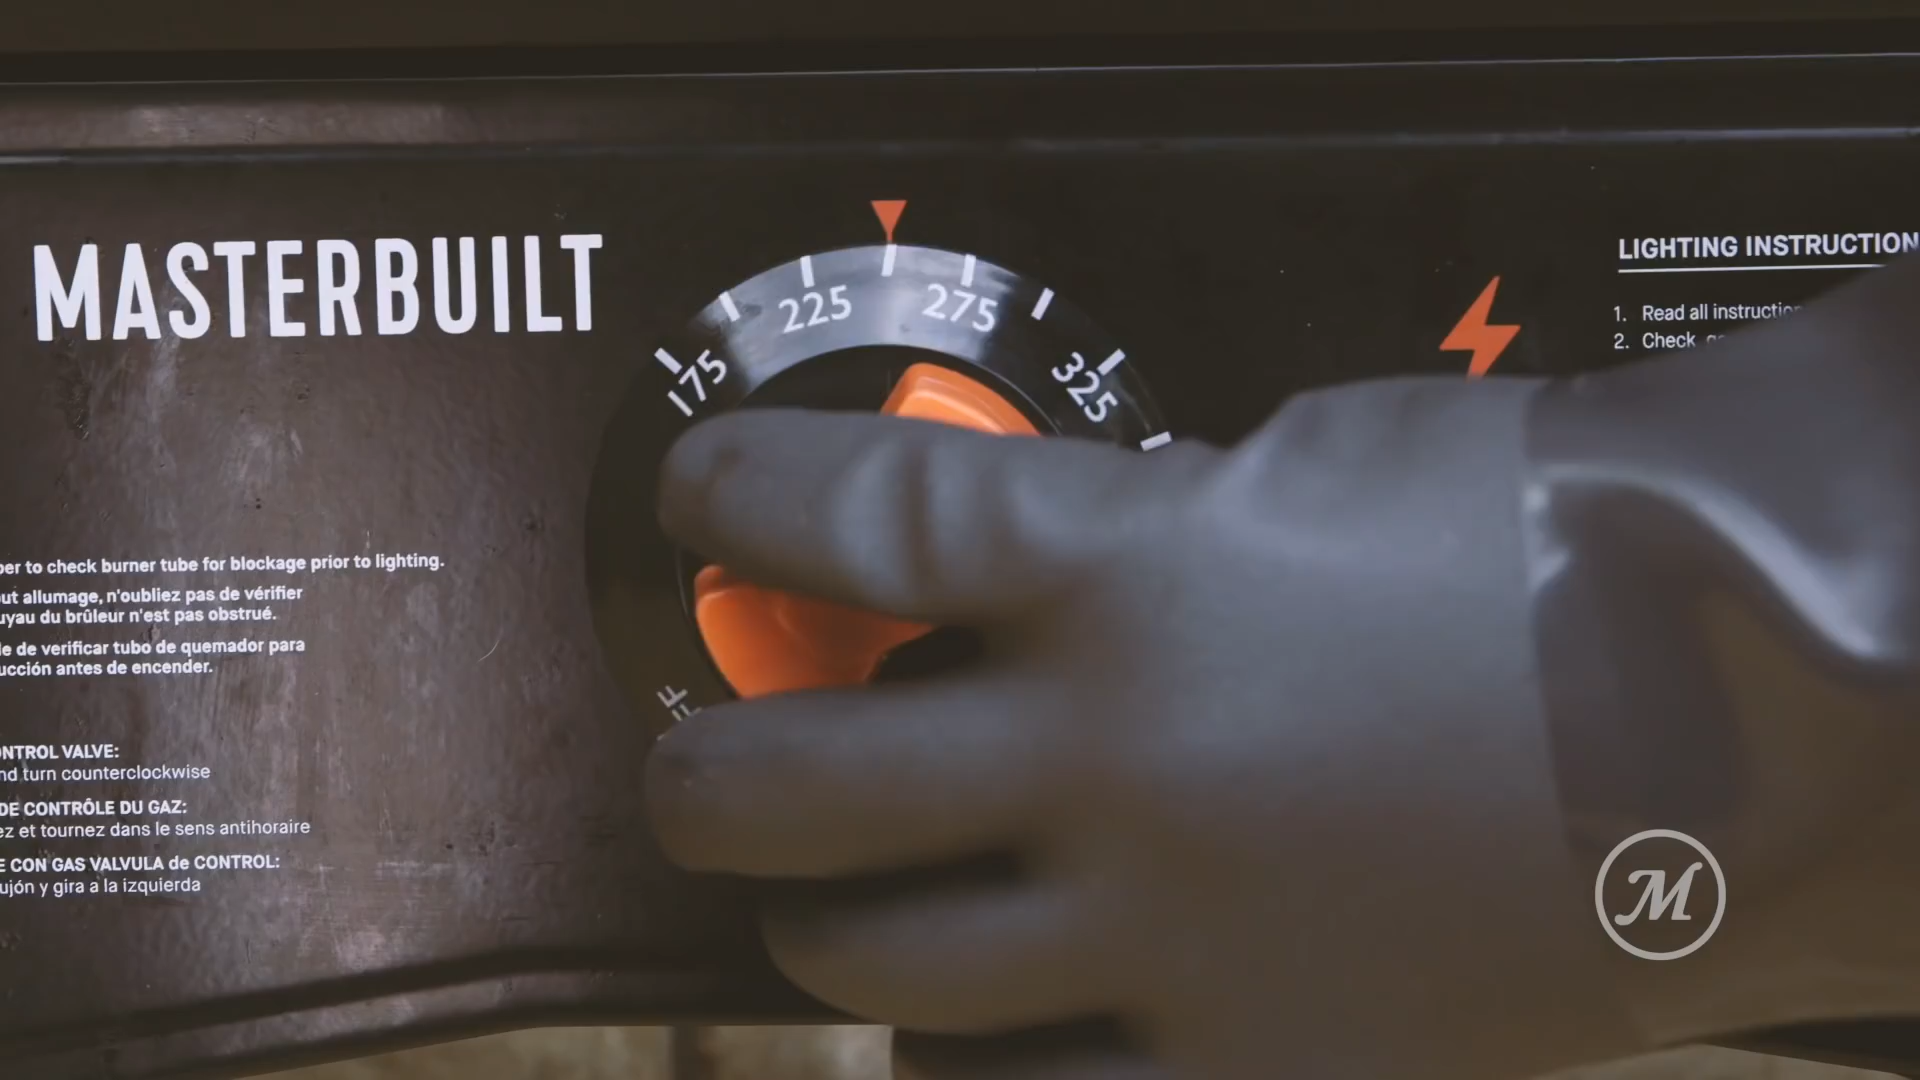 MASTERBUILT
175
225
275
325
LIGHTING INSTRUCTION
1. Read all instruction
2. Check
per to check burner tube for blockage prior to lighting.
ut allumage, n'oubliez pas de vérifier
uyau du brûleur n'est pas obstrué.
le de verificar tubo de quemador para
ucción antes de encender.
FF
ONTROL VALVE:
nd turn counterclockwise
DE CONTRÔLE DU GAZ:
ez et tournez dans le sens antihoraire
E CON GAS VALVULA de CONTROL:
ujón y gira a la izquierda
M